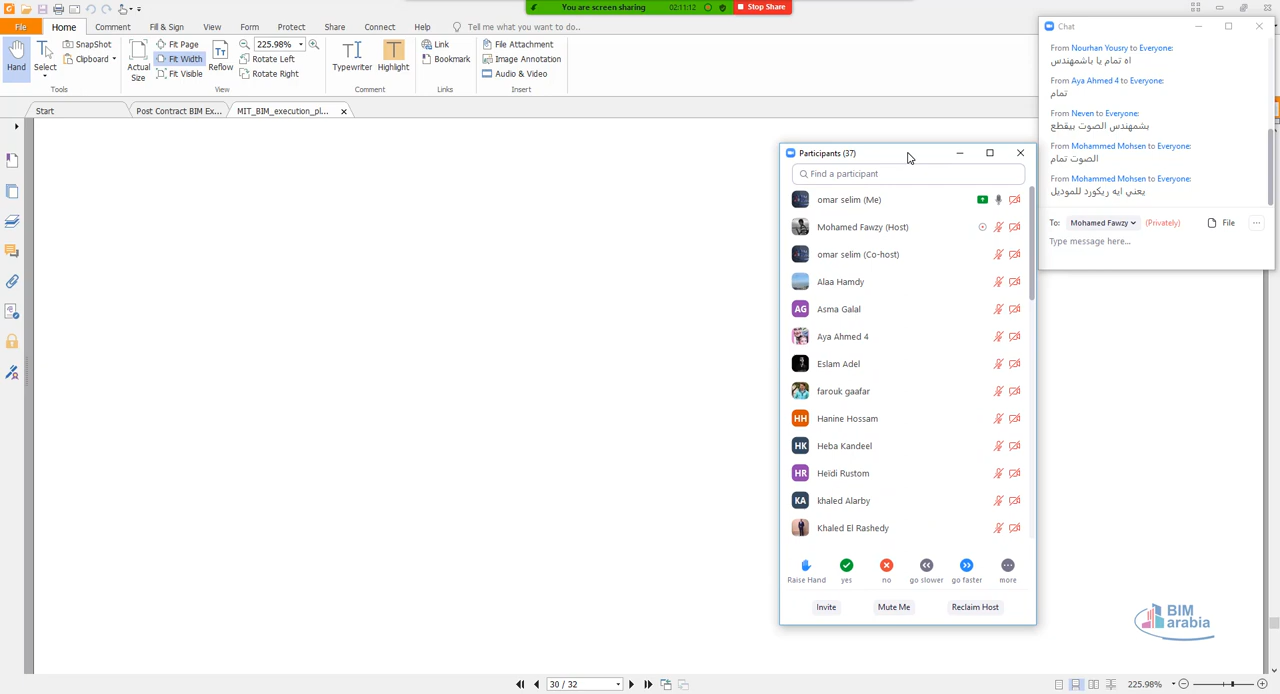 You are screen sharing 02:11:12 Stop Share
File Home Comment Fill & Sign View Form Protect Share Connect Help Tell me what you want to do..
Hand
Select
SnapShot
Clipboard
Tools
Actual Size
Fit Page
Fit Width
Fit Visible
Reflow
225.98%
Rotate Left
Rotate Right
View
Typewriter
Highlight
Comment
Link
Bookmark
Links
File Attachment
Image Annotation
Audio & Video
Insert
Start
Post Contract BIM Ex...
MIT_BIM_execution_pl...
Chat
From Nourhan Yousry to Everyone:
اه تمام يا باشمهندس
From Aya Ahmed 4 to Everyone:
تمام
From Neven to Everyone:
بشمهندس الصوت بيقطع
From Mohammed Mohsen to Everyone:
الصوت تمام
From Mohammed Mohsen to Everyone:
يعني ايه ريكورد للموديل
To: Mohamed Fawzy (Privately) File
Type message here...
Participants (37)
Find a participant
omar selim (Me)
Mohamed Fawzy (Host)
omar selim (Co-host)
Alaa Hamdy
AG Asma Galal
Aya Ahmed 4
Eslam Adel
farouk gaafar
HH Hanine Hossam
HK Heba Kandeel
HR Heidi Rustom
KA khaled Alarby
Khaled El Rashedy
Raise Hand yes no go slower go faster more
Invite Mute Me Reclaim Host
BIM
arabia
30 / 32
225.98%